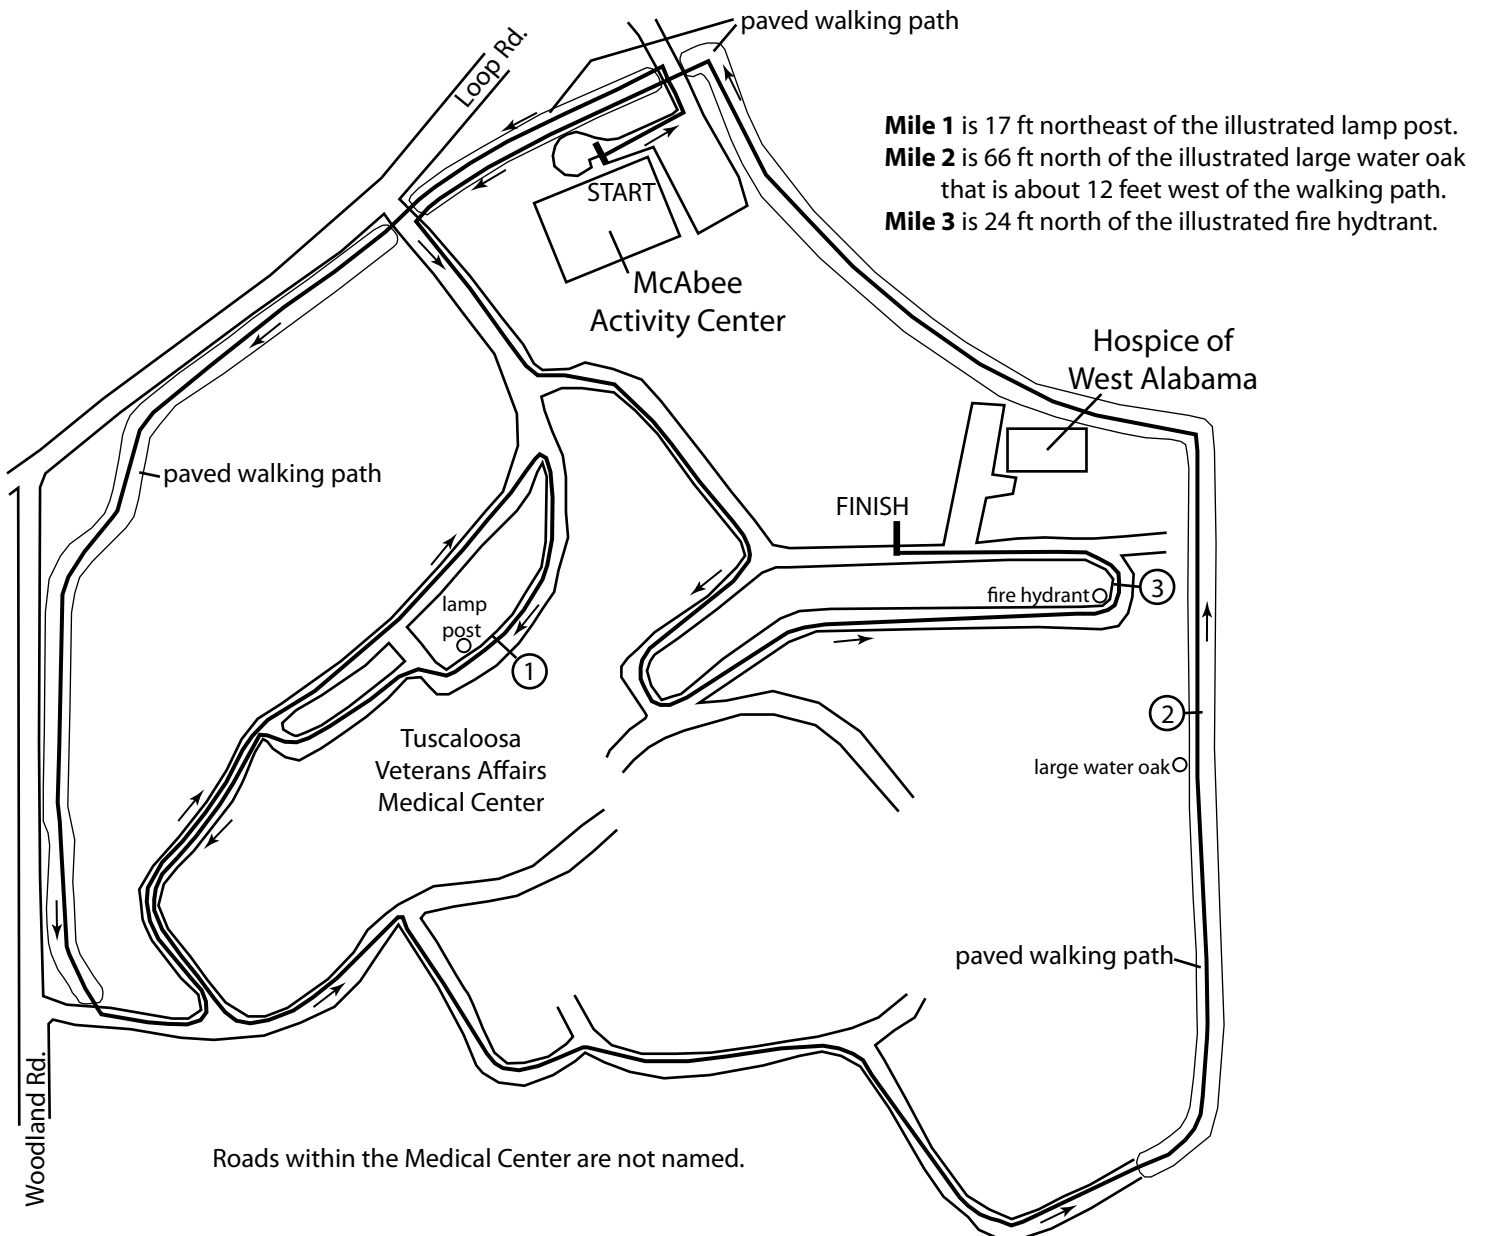 paved walking path
Loop Rd.
Mile 1 is 17 ft northeast of the illustrated lamp post.
Mile 2 is 66 ft north of the illustrated large water oak
that is about 12 feet west of the walking path.
Mile 3 is 24 ft north of the illustrated fire hydtrant.
START
McAbee
Activity Center
Hospice of
West Alabama
paved walking path
FINISH
fire hydrant
3
lamp
post
1
2
Tuscaloosa
Veterans Affairs
Medical Center
large water oak
paved walking path
Woodland Rd.
Roads within the Medical Center are not named.